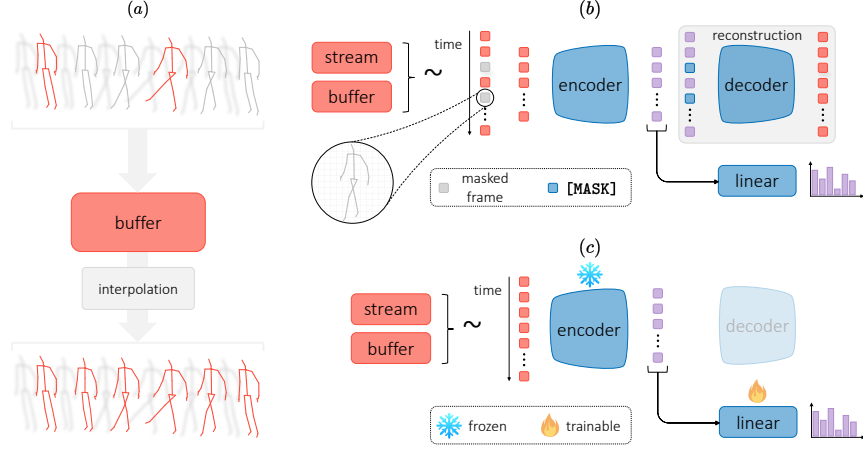 (a)
buffer
interpolation
(b)
stream
buffer
~
time
encoder
reconstruction
decoder
linear
masked
frame
[MASK]
(c)
stream
buffer
~
time
encoder
decoder
linear
frozen
trainable